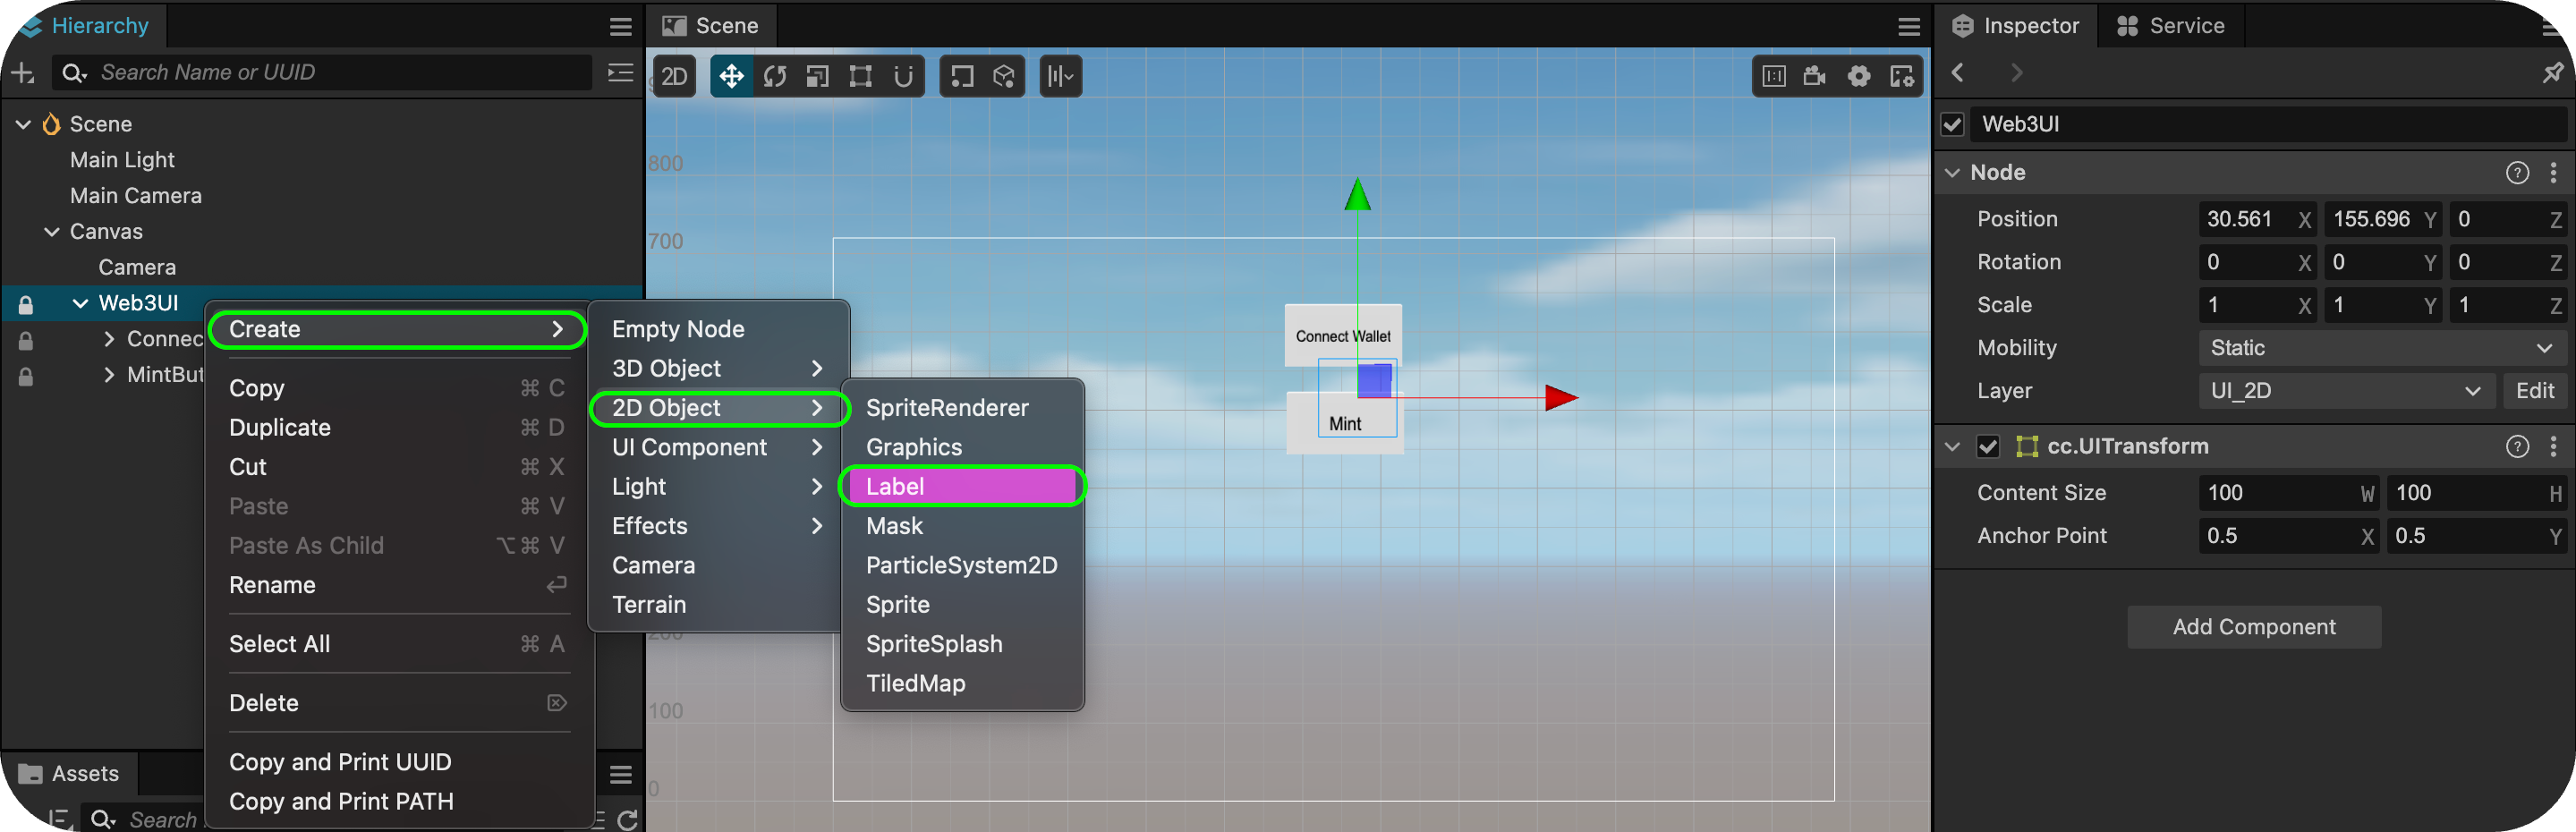 Hierarchy
Search Name or UUID
Scene
Main Light
Main Camera
Canvas
Camera
Web3UI
Connec
MintBut
Create
Copy ⌘ C
Duplicate ⌘ D
Cut ⌘ X
Paste ⌘ V
Paste As Child ⌥⌘ V
Rename
Select All ⌘ A
Delete
Copy and Print UUID
Copy and Print PATH
Empty Node
3D Object
2D Object
UI Component
Light
Effects
Camera
Terrain
SpriteRenderer
Graphics
Label
Mask
ParticleSystem2D
Sprite
SpriteSplash
TiledMap
Assets
Search
Scene
2D
800
700
200
100
0
Connect Wallet
Mint
Inspector
Service
Web3UI
Node
Position 30.561 X 155.696 Y 0 Z
Rotation 0 X 0 Y 0 Z
Scale 1 X 1 Y 1 Z
Mobility Static
Layer UI_2D Edit
cc.UITransform
Content Size 100 W 100 H
Anchor Point 0.5 X 0.5 Y
Add Component